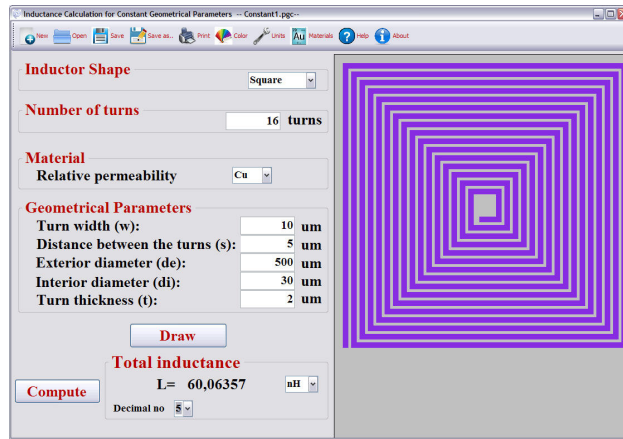 Inductance Calculation for Constant Geometrical Parameters -- Constant1.pgc--
New Open Save Save as.. Print Color Units Au Materials Help About
Inductor Shape
Square
Number of turns
16 turns
Material
Relative permeability Cu
Geometrical Parameters
Turn width (w): 10 um
Distance between the turns (s): 5 um
Exterior diameter (de): 500 um
Interior diameter (di): 30 um
Turn thickness (t): 2 um
Draw
Total inductance
L= 60,06357 nH
Compute
Decimal no 5